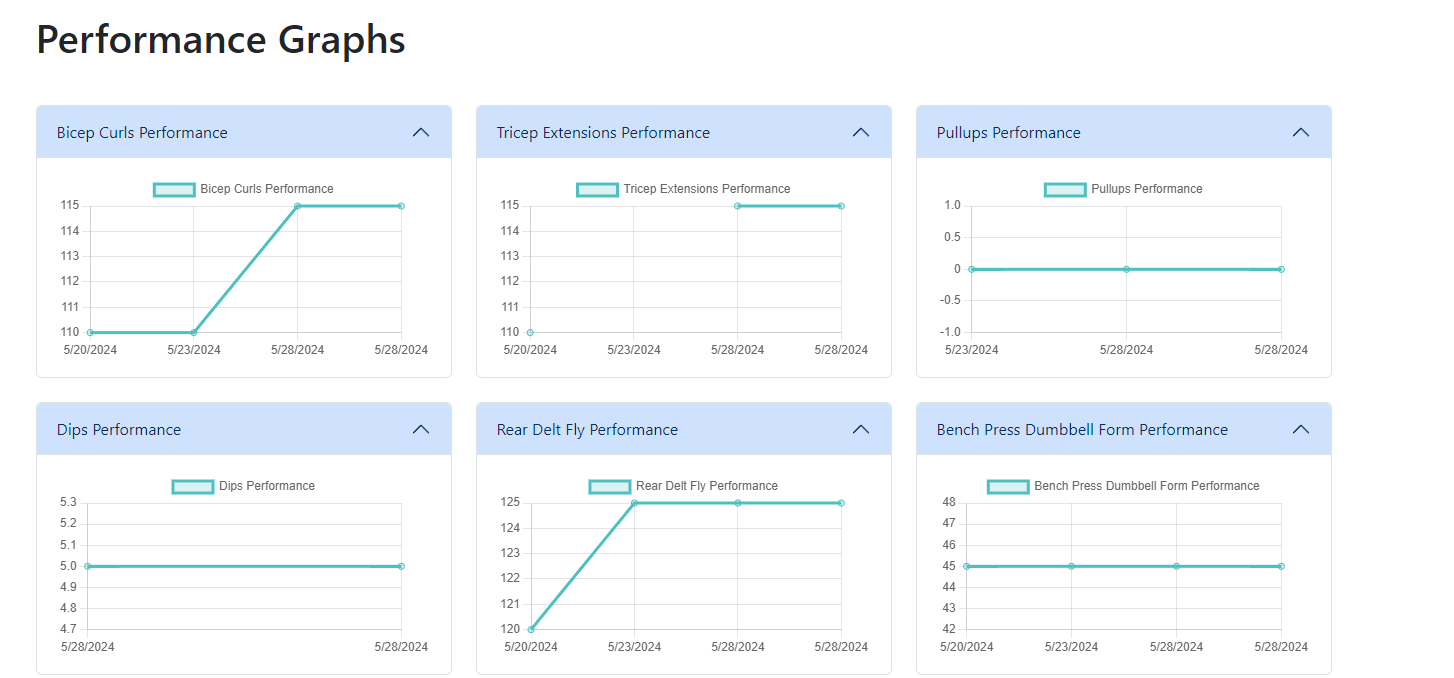 Performance Graphs
Bicep Curls Performance
Bicep Curls Performance
115
114
113
112
111
110
5/20/2024 5/23/2024 5/28/2024 5/28/2024
Tricep Extensions Performance
Tricep Extensions Performance
115
114
113
112
111
110
5/20/2024 5/23/2024 5/28/2024 5/28/2024
Pullups Performance
Pullups Performance
1.0
0.5
0
-0.5
-1.0
5/23/2024 5/28/2024 5/28/2024
Dips Performance
Dips Performance
5.3
5.2
5.1
5.0
4.9
4.8
4.7
5/28/2024 5/28/2024
Rear Delt Fly Performance
Rear Delt Fly Performance
125
124
123
122
121
120
5/20/2024 5/23/2024 5/28/2024 5/28/2024
Bench Press Dumbbell Form Performance
Bench Press Dumbbell Form Performance
48
47
46
45
44
43
42
5/20/2024 5/23/2024 5/28/2024 5/28/2024